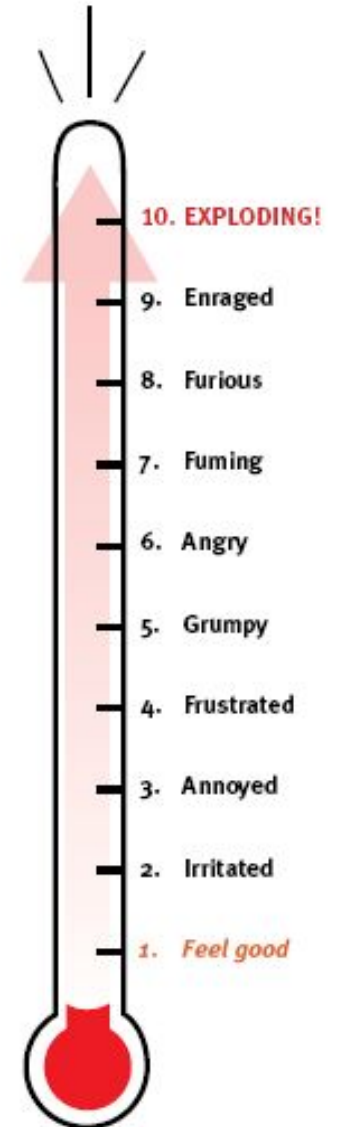 10. EXPLODING!
9. Enraged
8. Furious
7. Fuming
6. Angry
5. Grumpy
4. Frustrated
3. Annoyed
2. Irritated
1. Feel good